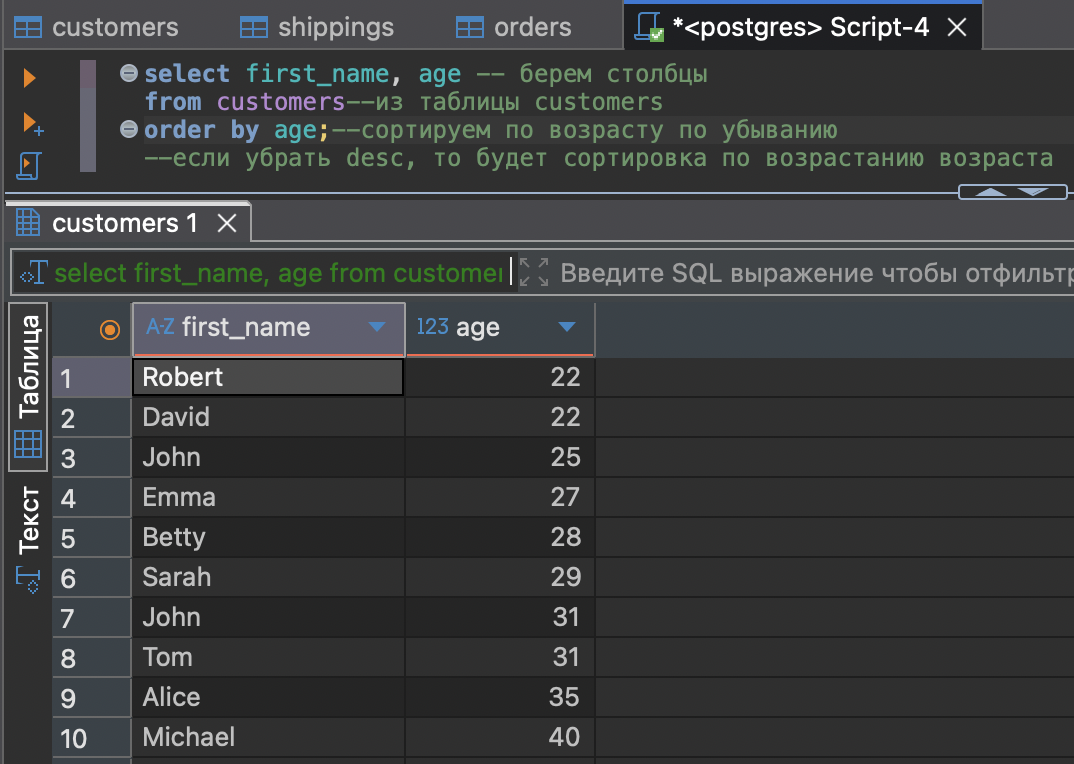 customers shippings orders *<postgres> Script-4
select first_name, age -- берем столбцы
from customers--из таблицы customers
order by age;--сортируем по возрасту по убыванию
--если убрать desc, то будет сортировка по возрастанию возраста
customers 1
select first_name, age from customer Введите SQL выражение чтобы отфильтр
Таблица
Текст
A-Z first_name 123 age
1 Robert 22
2 David 22
3 John 25
4 Emma 27
5 Betty 28
6 Sarah 29
7 John 31
8 Tom 31
9 Alice 35
10 Michael 40